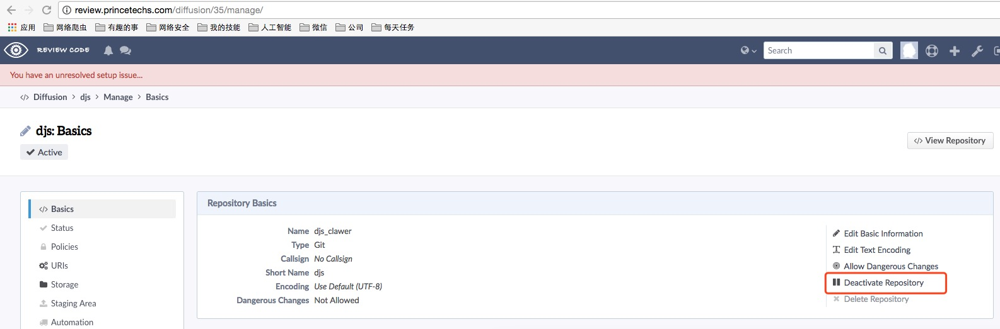 review.princetechs.com/diffusion/35/manage/
应用 网络爬虫 有趣的事 网络安全 我的技能 人工智能 微信 公司 每天任务
REVIEW CODE Search
You have an unresolved setup issue...
Diffusion > djs > Manage > Basics
djs: Basics
Active
View Repository
Basics
Status
Policies
URIs
Storage
Staging Area
Automation
Repository Basics
Name djs_clawer
Type Git
Callsign No Callsign
Short Name djs
Encoding Use Default (UTF-8)
Dangerous Changes Not Allowed
Edit Basic Information
Edit Text Encoding
Allow Dangerous Changes
Deactivate Repository
Delete Repository